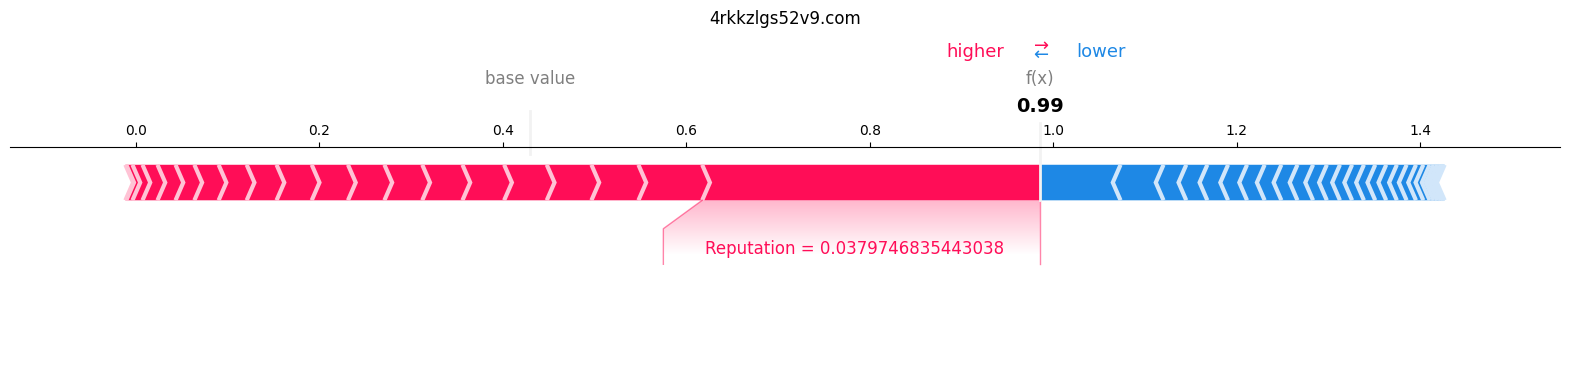 4rkkzlgs52v9.com
higher → ← lower
base value f(x)
0.99
0.0 0.2 0.4 0.6 0.8 1.0 1.2 1.4
Reputation = 0.0379746835443038